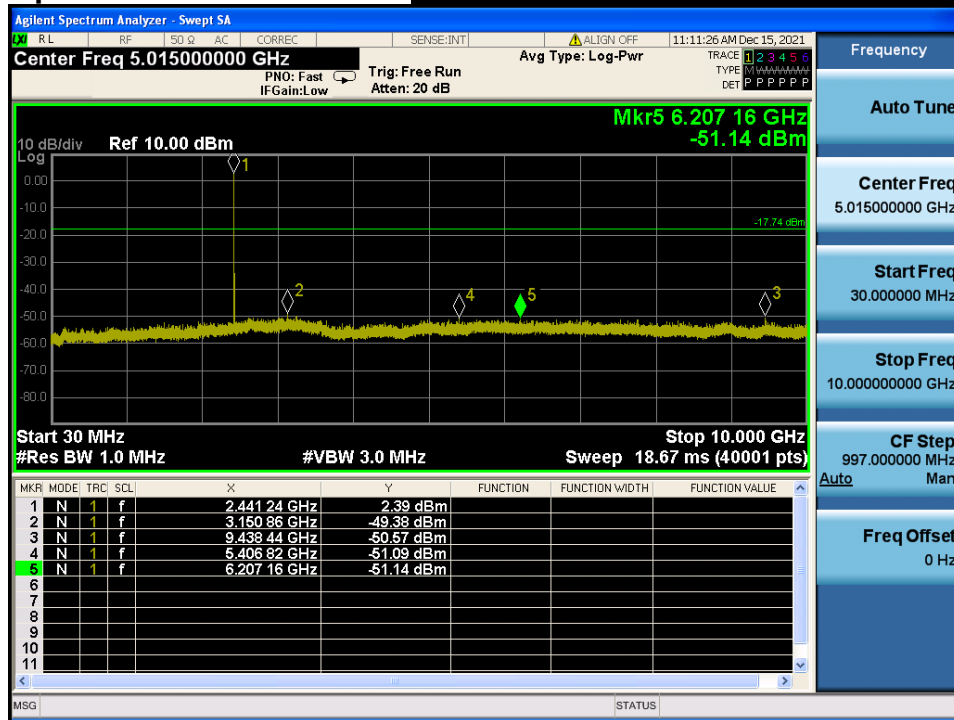 Agilent Spectrum Analyzer - Swept SA
LXI RL RF 50 Ω AC CORREC SENSE:INT ALIGN OFF 11:11:26 AM Dec 15, 2021
Center Freq 5.015000000 GHz
PNO: Fast
IFGain:Low
Trig: Free Run
Atten: 20 dB
Avg Type: Log-Pwr
TRACE 1 2 3 4 5 6
TYPE M WWWWW
DET P P P P P P
Mkr5 6.207 16 GHz
-51.14 dBm
10 dB/div Ref 10.00 dBm
Log
0.00
-10.0
-20.0
-30.0
-40.0
-50.0
-60.0
-70.0
-80.0
1
-17.74 dBm
2
4
5
3
Start 30 MHz Stop 10.000 GHz
#Res BW 1.0 MHz #VBW 3.0 MHz Sweep 18.67 ms (40001 pts)
MKR MODE TRC SCL X Y FUNCTION FUNCTION WIDTH FUNCTION VALUE
1 N 1 f 2.441 24 GHz 2.39 dBm
2 N 1 f 3.150 86 GHz -49.38 dBm
3 N 1 f 9.438 44 GHz -50.57 dBm
4 N 1 f 5.406 82 GHz -51.09 dBm
5 N 1 f 6.207 16 GHz -51.14 dBm
6
7
8
9
10
11
MSG STATUS
Frequency
Auto Tune
Center Freq
5.015000000 GHz
Start Freq
30.000000 MHz
Stop Freq
10.000000000 GHz
CF Step
997.000000 MHz
Auto Man
Freq Offset
0 Hz